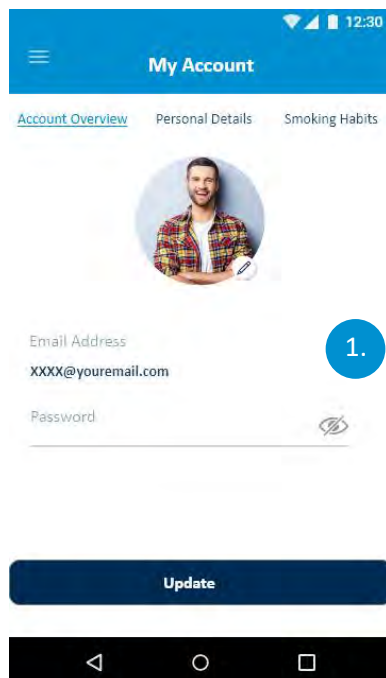 12:30
My Account
Account Overview Personal Details Smoking Habits
Email Address
1.
XXXX@youremail.com
Password
Update